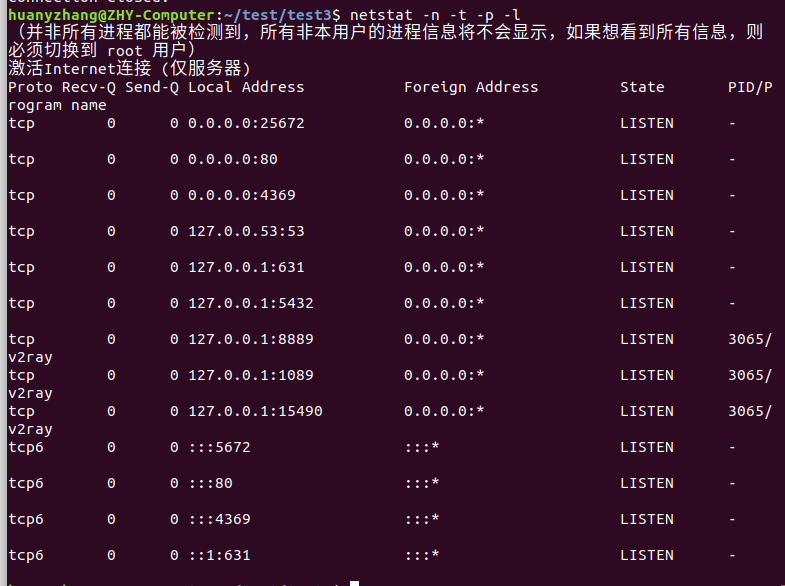 connection closed.
huanyzhang@ZHY-Computer:~/test/test3$ netstat -n -t -p -l
（并非所有进程都能被检测到，所有非本用户的进程信息将不会显示，如果想看到所有信息，则
必须切换到 root 用户）
激活Internet连接 (仅服务器)
Proto Recv-Q Send-Q Local Address           Foreign Address         State       PID/P
rogram name
tcp        0      0 0.0.0.0:25672           0.0.0.0:*               LISTEN      -
tcp        0      0 0.0.0.0:80              0.0.0.0:*               LISTEN      -
tcp        0      0 0.0.0.0:4369            0.0.0.0:*               LISTEN      -
tcp        0      0 127.0.0.53:53           0.0.0.0:*               LISTEN      -
tcp        0      0 127.0.0.1:631           0.0.0.0:*               LISTEN      -
tcp        0      0 127.0.0.1:5432          0.0.0.0:*               LISTEN      -
tcp        0      0 127.0.0.1:8889          0.0.0.0:*               LISTEN      3065/
v2ray
tcp        0      0 127.0.0.1:1089          0.0.0.0:*               LISTEN      3065/
v2ray
tcp        0      0 127.0.0.1:15490         0.0.0.0:*               LISTEN      3065/
v2ray
tcp6       0      0 :::5672                 :::*                    LISTEN      -
tcp6       0      0 :::80                   :::*                    LISTEN      -
tcp6       0      0 :::4369                 :::*                    LISTEN      -
tcp6       0      0 ::1:631                 :::*                    LISTEN      -